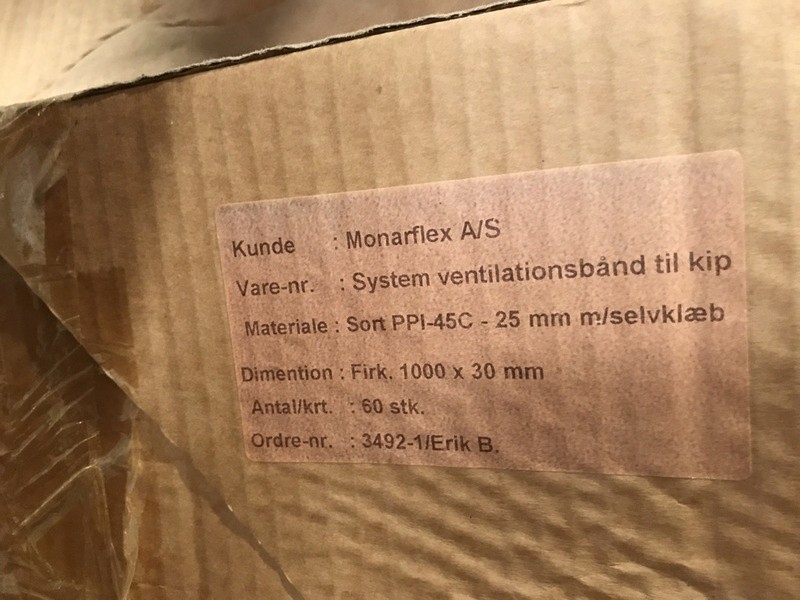 Kunde : Monarflex A/S
Vare-nr. : System ventilationsbånd til kip
Materiale : Sort PPI-45C - 25 mm m/selvklæb
Dimention : Firk. 1000 x 30 mm
Antal/krt. : 60 stk.
Ordre-nr. : 3492-1/Erik B.